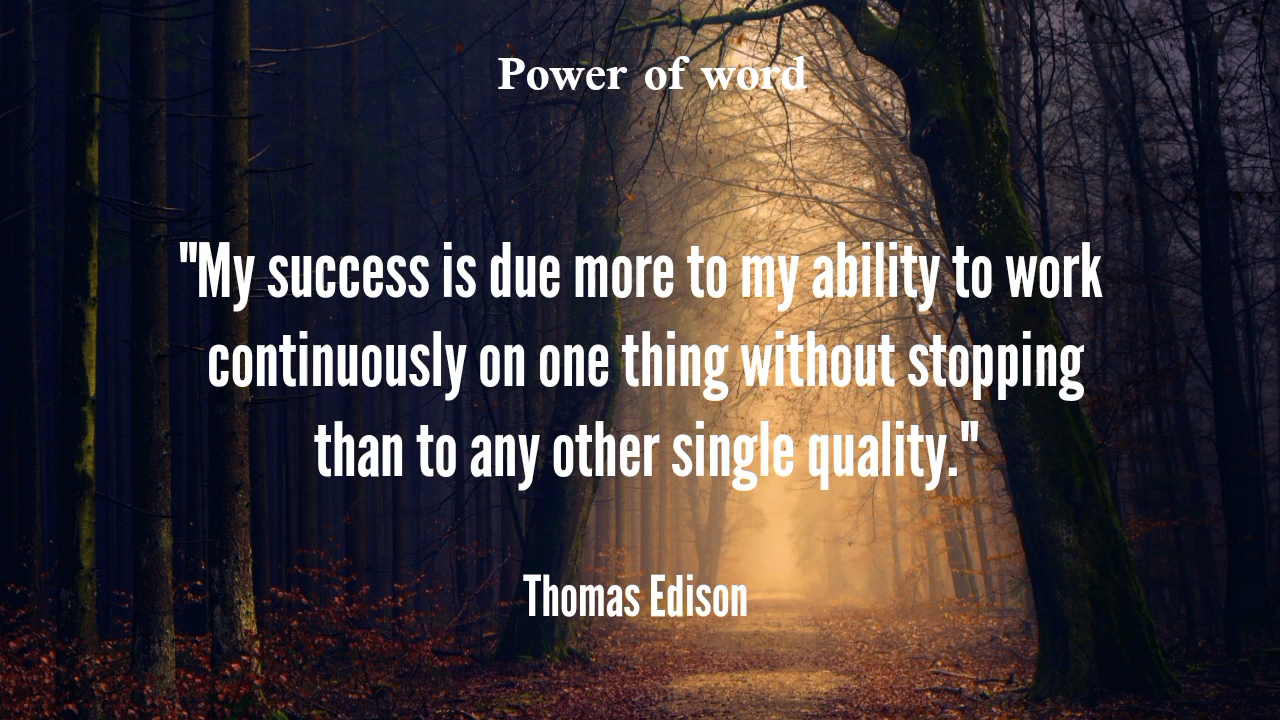 Power of word
"My success is due more to my ability to work
continuously on one thing without stopping
than to any other single quality."
Thomas Edison